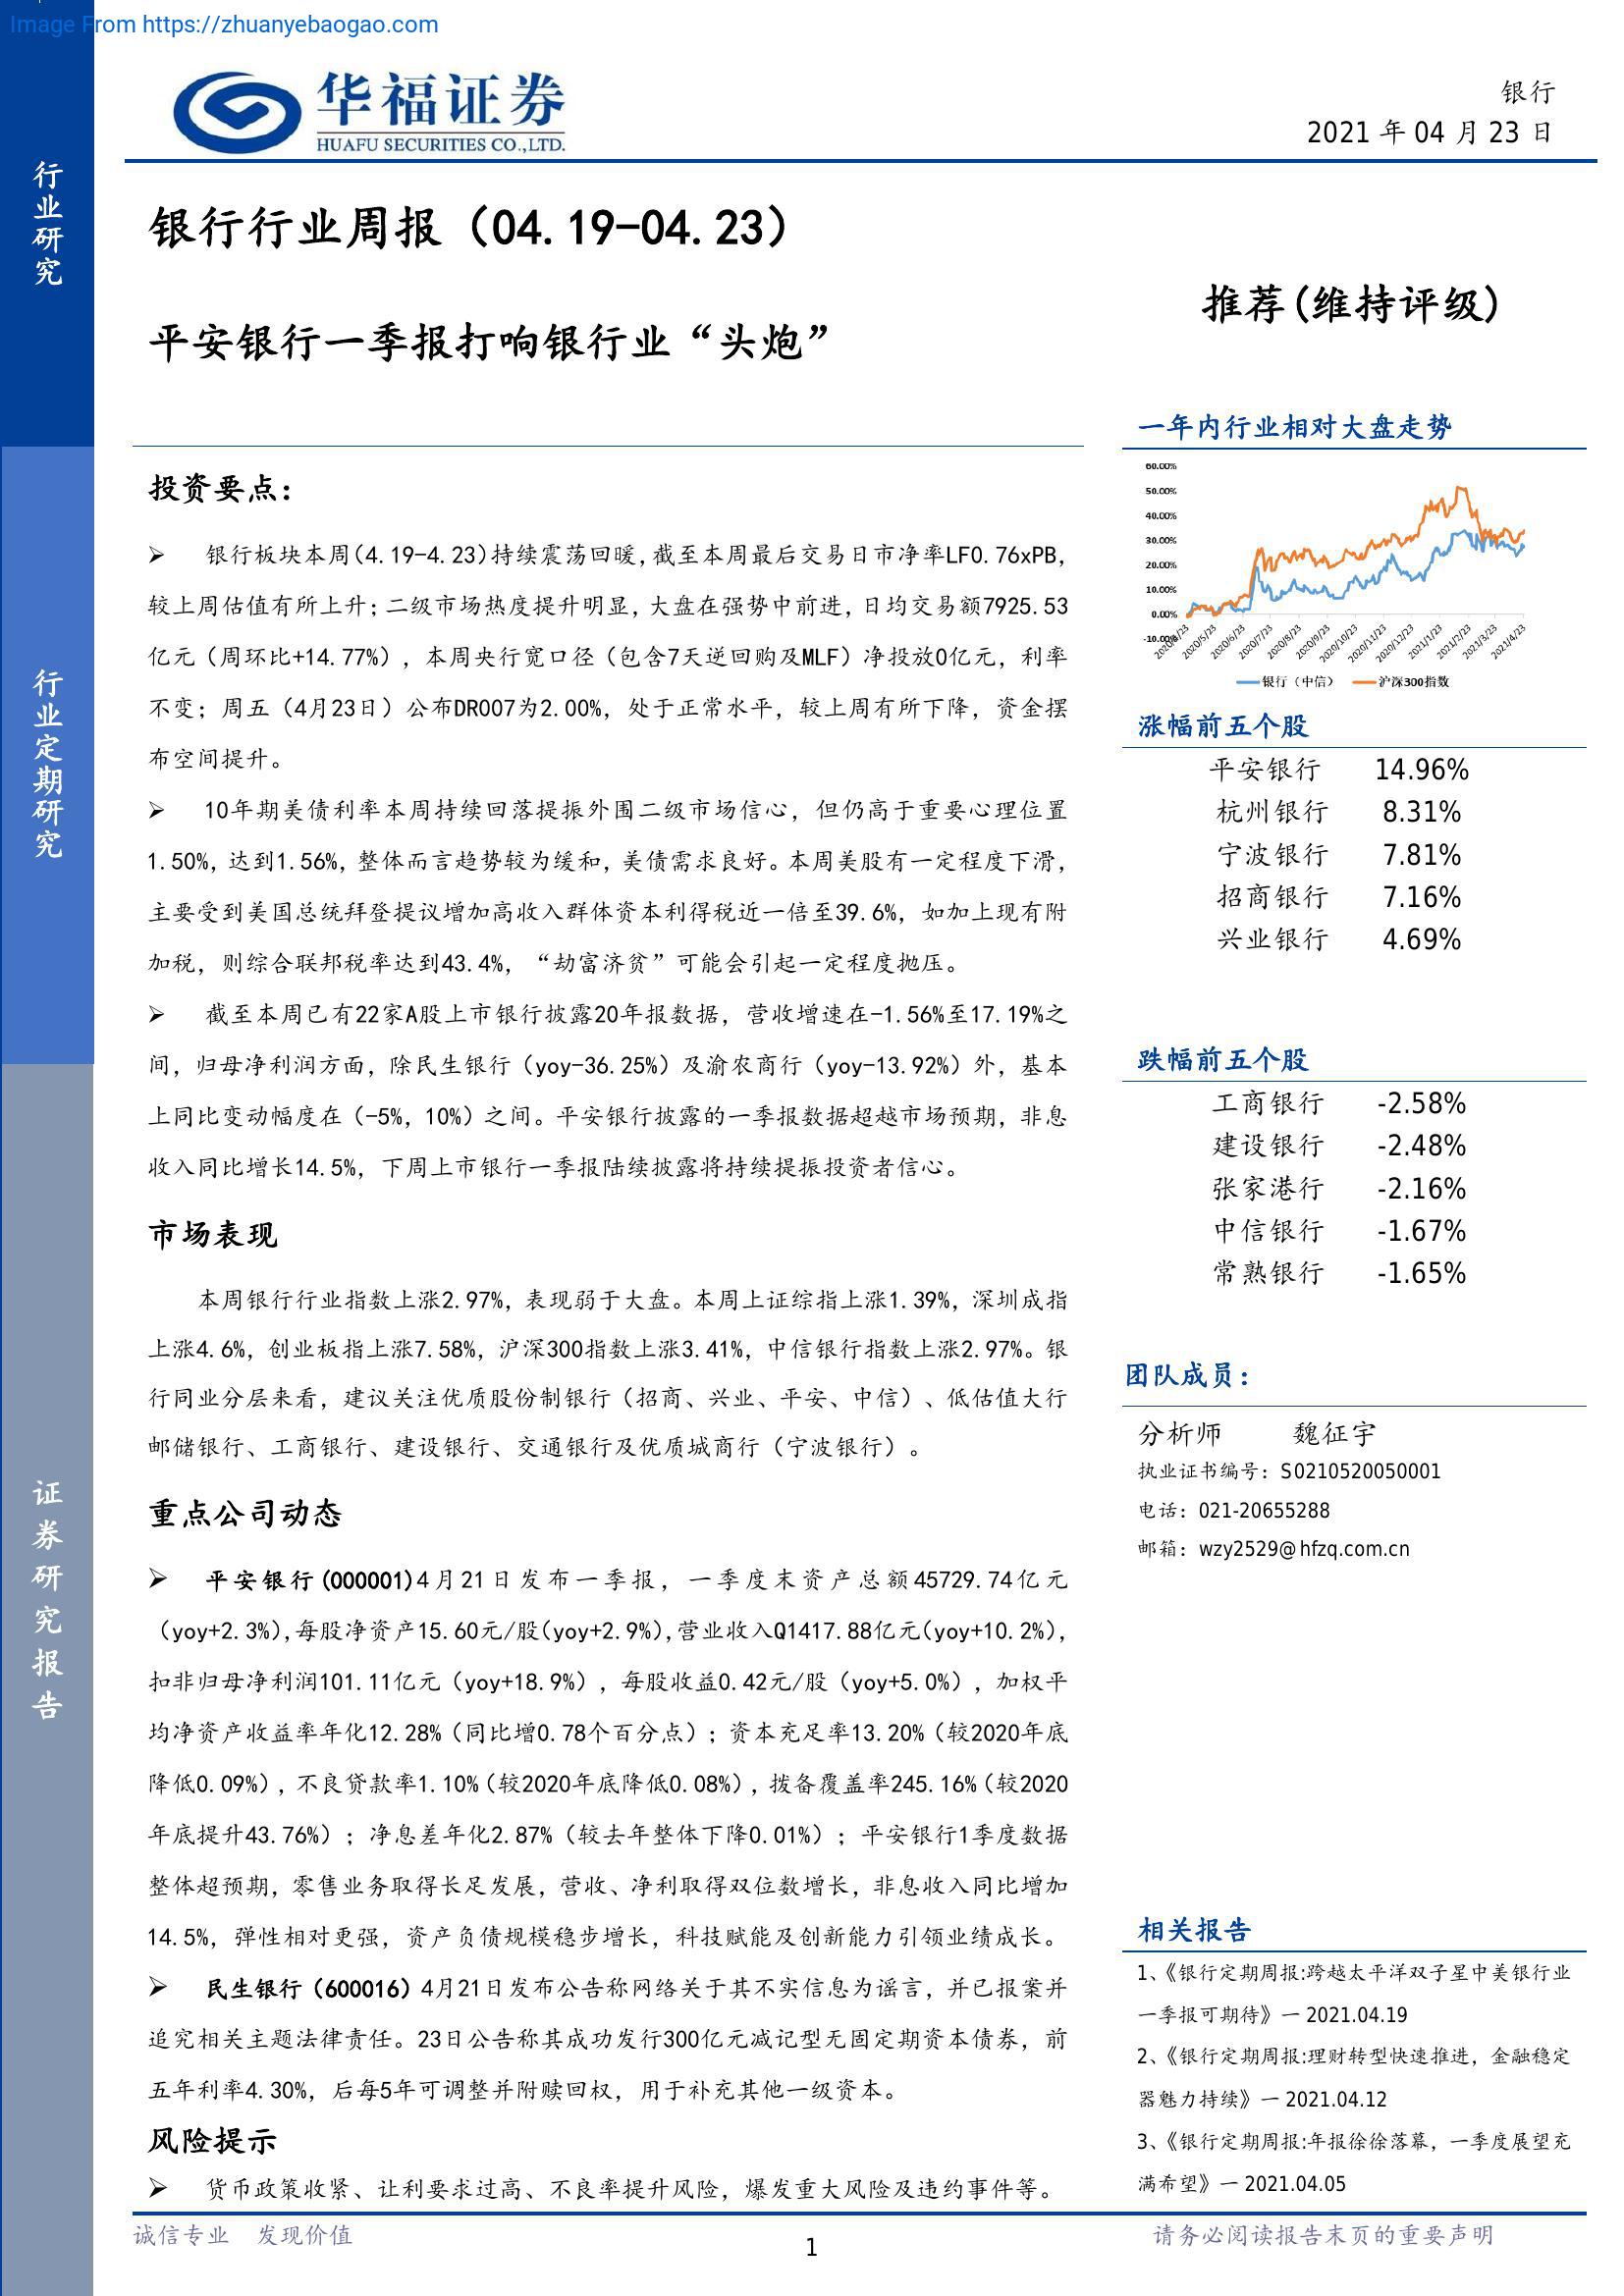 Image From https://zhuanyebaogao.com
行业研究
行业定期研究
证券研究报告
华福证券
HUAFU SECURITIES CO.,LTD.
银行
2021 年 04 月 23 日
银行行业周报（04.19-04.23）
平安银行一季报打响银行业“头炮”
推荐(维持评级)
投资要点：
➢ 银行板块本周(4.19-4.23)持续震荡回暖,截至本周最后交易日市净率LF0.76xPB,
较上周估值有所上升;二级市场热度提升明显,大盘在强势中前进,日均交易额7925.53
亿元（周环比+14.77%），本周央行宽口径（包含7天逆回购及MLF）净投放0亿元，利率
不变；周五（4月23日）公布DR007为2.00%，处于正常水平，较上周有所下降，资金摆
布空间提升。
➢ 10年期美债利率本周持续回落提振外围二级市场信心，但仍高于重要心理位置
1.50%,达到1.56%,整体而言趋势较为缓和,美债需求良好。本周美股有一定程度下滑,
主要受到美国总统拜登提议增加高收入群体资本利得税近一倍至39.6%，如加上现有附
加税，则综合联邦税率达到43.4%，“劫富济贫”可能会引起一定程度抛压。
➢ 截至本周已有22家A股上市银行披露20年报数据，营收增速在-1.56%至17.19%之
间，归母净利润方面，除民生银行（yoy-36.25%）及渝农商行（yoy-13.92%）外，基本
上同比变动幅度在（-5%，10%）之间。平安银行披露的一季报数据超越市场预期，非息
收入同比增长14.5%，下周上市银行一季报陆续披露将持续提振投资者信心。
市场表现
本周银行行业指数上涨2.97%，表现弱于大盘。本周上证综指上涨1.39%，深圳成指
上涨4.6%，创业板指上涨7.58%，沪深300指数上涨3.41%，中信银行指数上涨2.97%。银
行同业分层来看，建议关注优质股份制银行（招商、兴业、平安、中信）、低估值大行
邮储银行、工商银行、建设银行、交通银行及优质城商行（宁波银行）。
重点公司动态
➢ 平安银行(000001)4月21日发布一季报，一季度末资产总额45729.74亿元
（yoy+2.3%),每股净资产15.60元/股(yoy+2.9%),营业收入Q1417.88亿元(yoy+10.2%),
扣非归母净利润101.11亿元（yoy+18.9%），每股收益0.42元/股（yoy+5.0%），加权平
均净资产收益率年化12.28%（同比增0.78个百分点）；资本充足率13.20%（较2020年底
降低0.09%），不良贷款率1.10%（较2020年底降低0.08%），拨备覆盖率245.16%（较2020
年底提升43.76%）；净息差年化2.87%（较去年整体下降0.01%）；平安银行1季度数据
整体超预期，零售业务取得长足发展，营收、净利取得双位数增长，非息收入同比增加
14.5%，弹性相对更强，资产负债规模稳步增长，科技赋能及创新能力引领业绩成长。
➢ 民生银行（600016）4月21日发布公告称网络关于其不实信息为谣言，并已报案并
追究相关主题法律责任。23日公告称其成功发行300亿元减记型无固定期资本债券，前
五年利率4.30%，后每5年可调整并附赎回权，用于补充其他一级资本。
风险提示
➢ 货币政策收紧、让利要求过高、不良率提升风险，爆发重大风险及违约事件等。
一年内行业相对大盘走势
60.00%
50.00%
40.00%
30.00%
20.00%
10.00%
0.00%
-10.00%
2020/4/23
2020/5/23
2020/6/23
2020/7/23
2020/8/23
2020/9/23
2020/10/23
2020/11/23
2020/12/23
2021/1/23
2021/2/23
2021/3/23
2021/4/23
银行（中信） 沪深300指数
涨幅前五个股
平安银行 14.96%
杭州银行 8.31%
宁波银行 7.81%
招商银行 7.16%
兴业银行 4.69%
跌幅前五个股
工商银行 -2.58%
建设银行 -2.48%
张家港行 -2.16%
中信银行 -1.67%
常熟银行 -1.65%
团队成员：
分析师 魏征宇
执业证书编号：S0210520050001
电话：021-20655288
邮箱：wzy2529@hfzq.com.cn
相关报告
1、《银行定期周报:跨越太平洋双子星中美银行业
一季报可期待》一 2021.04.19
2、《银行定期周报:理财转型快速推进，金融稳定
器魅力持续》一 2021.04.12
3、《银行定期周报:年报徐徐落幕，一季度展望充
满希望》一 2021.04.05
诚信专业 发现价值
1
请务必阅读报告末页的重要声明